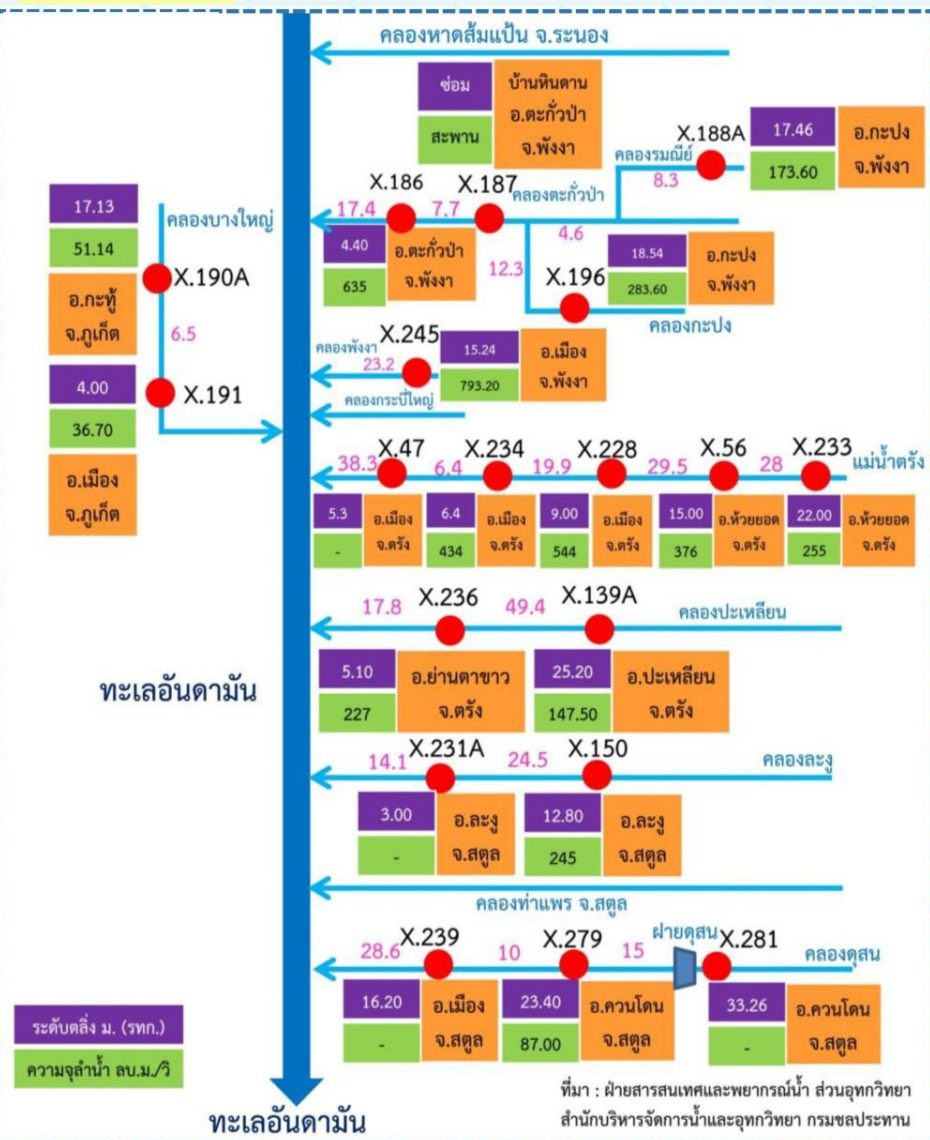 คลองหาดส้มแป้น จ.ระนอง
ซ่อม
สะพาน
บ้านหินดาน
อ.ตะกั่วป่า
จ.พังงา
X.188A
คลองรมณีย์
8.3
17.46
173.60
อ.กะปง
จ.พังงา
X.186
X.187
คลองตะกั่วป่า
17.4
7.7
4.6
4.40
635
อ.ตะกั่วป่า
จ.พังงา
12.3
X.196
18.54
283.60
อ.กะปง
จ.พังงา
คลองกะปง
17.13
51.14
อ.กะทู้
จ.ภูเก็ต
คลองบางใหญ่
X.190A
6.5
4.00
36.70
อ.เมือง
จ.ภูเก็ต
X.191
คลองพังงา
X.245
23.2
15.24
793.20
อ.เมือง
จ.พังงา
คลองกระบี่ใหญ่
38.3
X.47
6.4
X.234
19.9
X.228
29.5
X.56
28
X.233
แม่น้ำตรัง
5.3
-
อ.เมือง
จ.ตรัง
6.4
434
อ.เมือง
จ.ตรัง
9.00
544
อ.เมือง
จ.ตรัง
15.00
376
อ.ห้วยยอด
จ.ตรัง
22.00
255
อ.ห้วยยอด
จ.ตรัง
17.8
X.236
49.4
X.139A
คลองปะเหลียน
5.10
227
อ.ย่านตาขาว
จ.ตรัง
25.20
147.50
อ.ปะเหลียน
จ.ตรัง
ทะเลอันดามัน
14.1
X.231A
24.5
X.150
คลองละงู
3.00
-
อ.ละงู
จ.สตูล
12.80
245
อ.ละงู
จ.สตูล
คลองท่าแพร จ.สตูล
28.6
X.239
10
X.279
15
ฝายดุสน
X.281
คลองดุสน
16.20
-
อ.เมือง
จ.สตูล
23.40
87.00
อ.ควนโดน
จ.สตูล
33.26
-
อ.ควนโดน
จ.สตูล
ระดับตลิ่ง ม. (รทก.)
ความจุลำน้ำ ลบ.ม./วิ
ทะเลอันดามัน
ที่มา : ฝ่ายสารสนเทศและพยากรณ์น้ำ ส่วนอุทกวิทยา
สำนักบริหารจัดการน้ำและอุทกวิทยา กรมชลประทาน